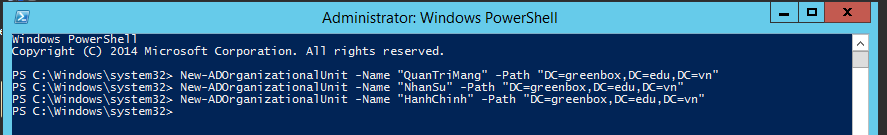 Administrator: Windows PowerShell
Windows PowerShell
Copyright (C) 2014 Microsoft Corporation. All rights reserved.
PS C:\Windows\system32> New-ADOrganizationalUnit -Name "QuanTriMang" -Path "DC=greenbox,DC=edu,DC=vn"
PS C:\Windows\system32> New-ADOrganizationalUnit -Name "NhanSu" -Path "DC=greenbox,DC=edu,DC=vn"
PS C:\Windows\system32> New-ADOrganizationalUnit -Name "HanhChinh" -Path "DC=greenbox,DC=edu,DC=vn"
PS C:\Windows\system32>